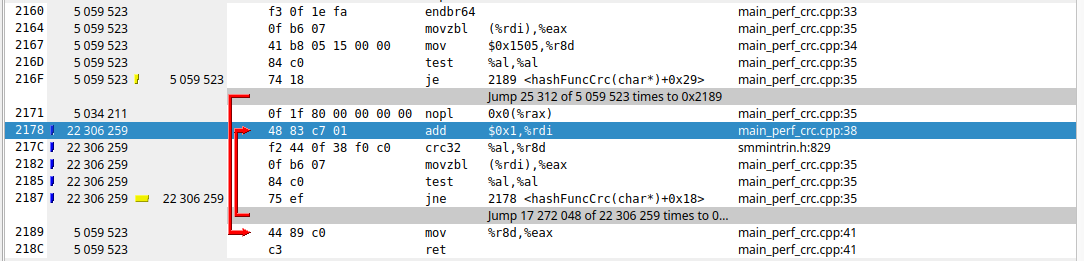 2160 5 059 523 f3 0f 1e fa endbr64 main_perf_crc.cpp:33
2164 5 059 523 0f b6 07 movzbl (%rdi),%eax main_perf_crc.cpp:35
2167 5 059 523 41 b8 05 15 00 00 mov $0x1505,%r8d main_perf_crc.cpp:34
216D 5 059 523 84 c0 test %al,%al main_perf_crc.cpp:35
216F 5 059 523 5 059 523 74 18 je 2189 <hashFuncCrc(char*)+0x29> main_perf_crc.cpp:35
Jump 25 312 of 5 059 523 times to 0x2189
2171 5 034 211 0f 1f 80 00 00 00 00 nopl 0x0(%rax) main_perf_crc.cpp:35
2178 22 306 259 48 83 c7 01 add $0x1,%rdi main_perf_crc.cpp:38
217C 22 306 259 f2 44 0f 38 f0 c0 crc32 %al,%r8d smmintrin.h:829
2182 22 306 259 0f b6 07 movzbl (%rdi),%eax main_perf_crc.cpp:35
2185 22 306 259 84 c0 test %al,%al main_perf_crc.cpp:35
2187 22 306 259 22 306 259 75 ef jne 2178 <hashFuncCrc(char*)+0x18> main_perf_crc.cpp:35
Jump 17 272 048 of 22 306 259 times to 0...
2189 5 059 523 44 89 c0 mov %r8d,%eax main_perf_crc.cpp:41
218C 5 059 523 c3 ret main_perf_crc.cpp:41